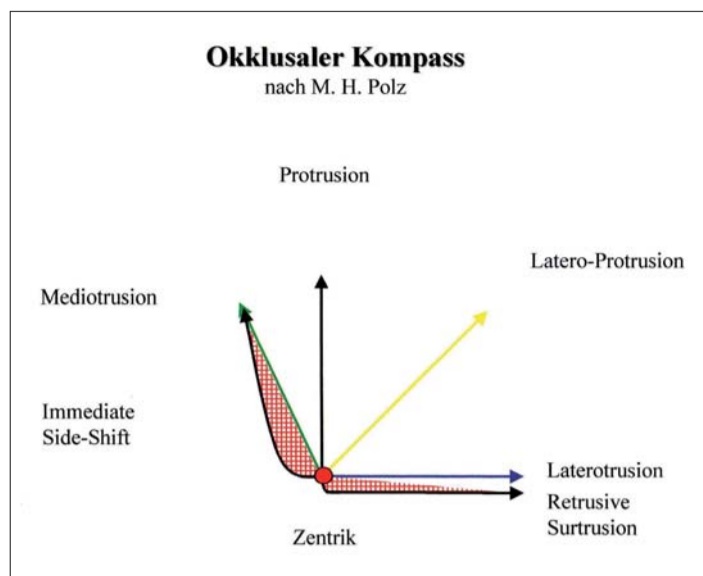 Okklusaler Kompass
nach M. H. Polz
Protrusion
Latero-Protrusion
Mediotrusion
Immediate
Side-Shift
Laterotrusion
Retrusive
Surtrusion
Zentrik